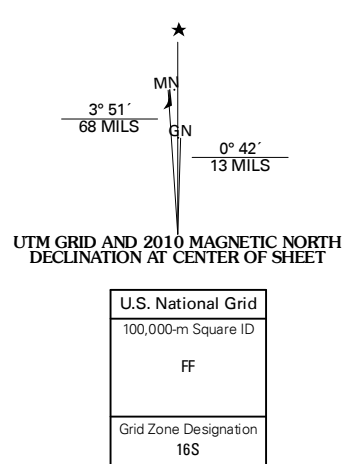 ★
MN
3° 51´
68 MILS
GN
0° 42´
13 MILS
UTM GRID AND 2010 MAGNETIC NORTH
DECLINATION AT CENTER OF SHEET
U.S. National Grid
100,000-m Square ID
FF
Grid Zone Designation
16S